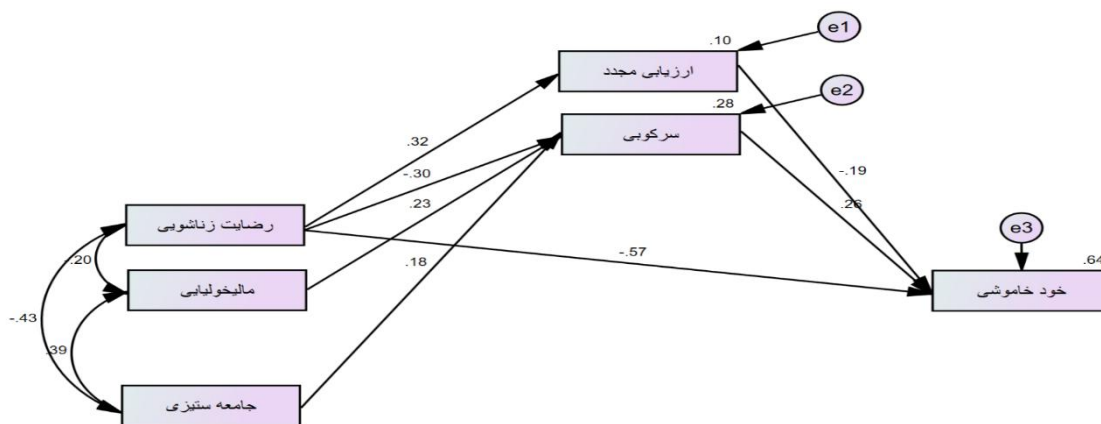 e1
.10
ارزیابی مجدد
e2
.28
سرکوبی
.32
-.30
.23
-.19
.26
رضایت زناشویی
e3
.18
-.57
-.20
.64
مالیخولیایی
خود خاموشی
-.43
.39
جامعه ستیزی